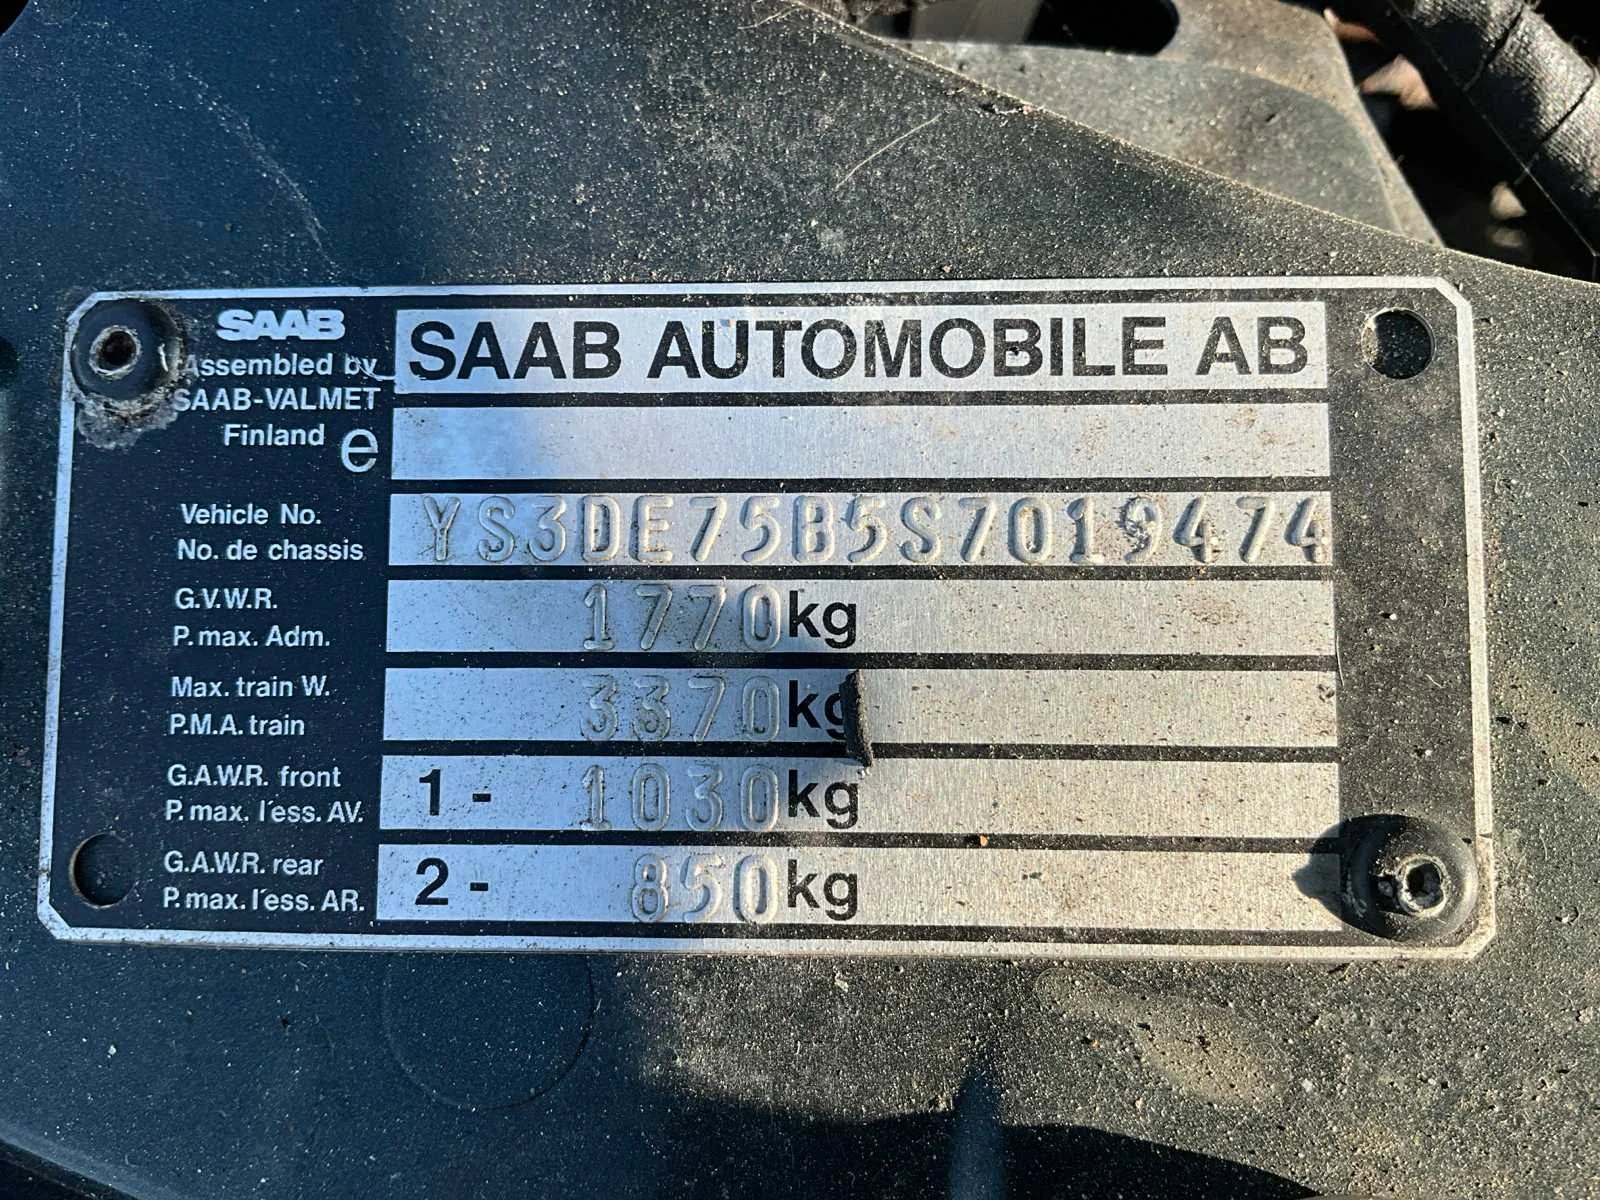 SAAB
Assembled by
SAAB-VALMET
Finland e
SAAB AUTOMOBILE AB
Vehicle No.
No. de chassis
YS3DE75B5S7019474
G.V.W.R.
P. max. Adm.
1770kg
Max. train W.
P.M.A. train
3370kg
G.A.W.R. front
P. max. l'ess. AV.
1 - 1030kg
G.A.W.R. rear
P. max. l'ess. AR.
2 - 850kg